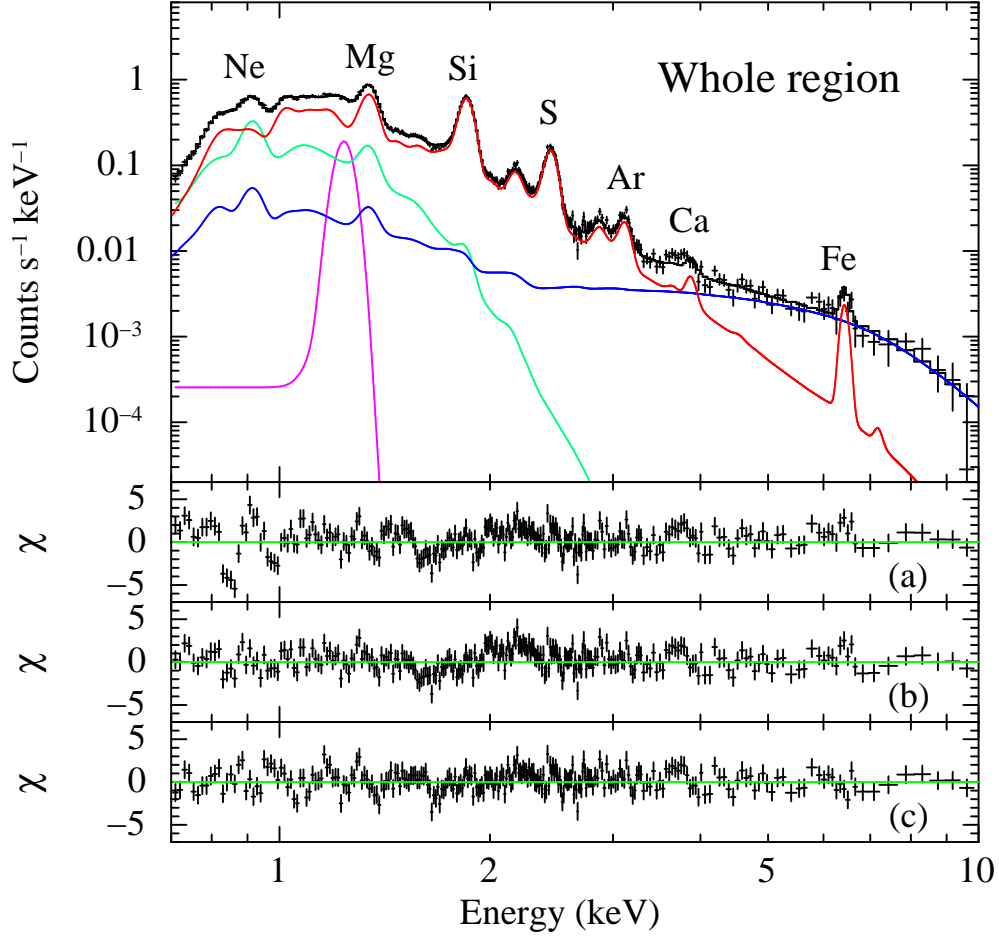 Whole region
Ne
Mg
Si
S
Ar
Ca
Fe
Counts s⁻¹ keV⁻¹
1
0.1
0.01
10⁻³
10⁻⁴
χ
5
0
−5
(a)
χ
5
0
−5
(b)
χ
5
0
−5
(c)
1
2
5
10
Energy (keV)